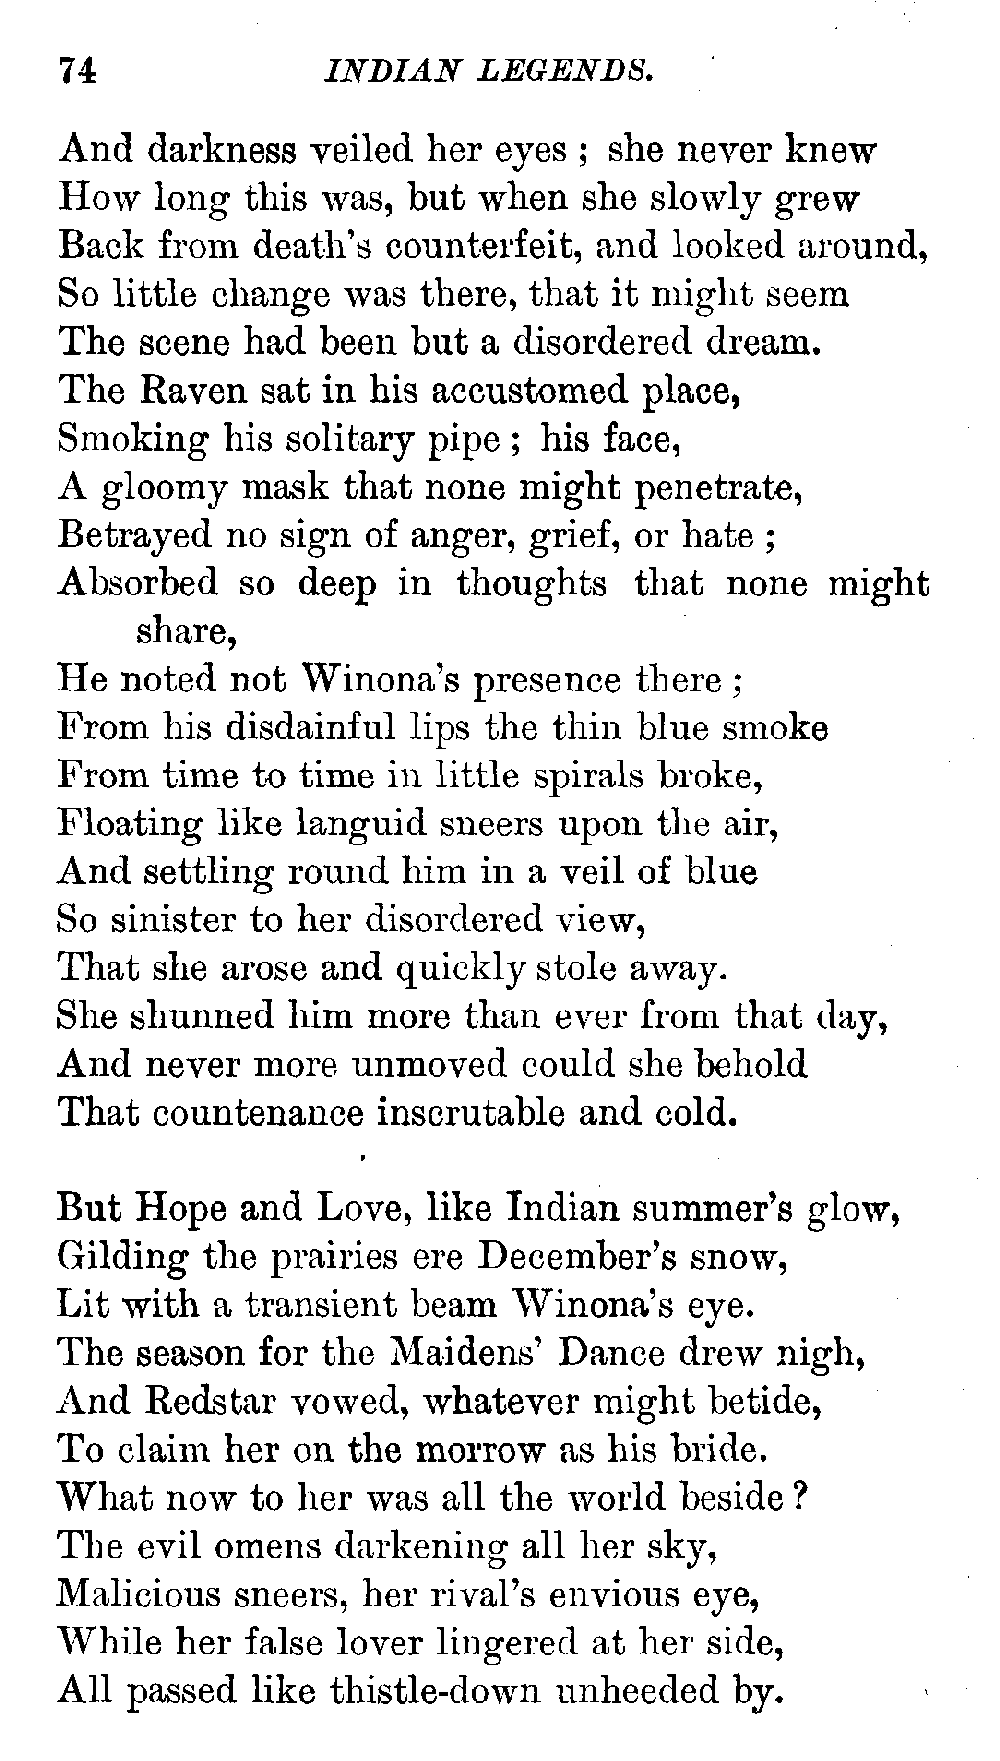 74 INDIAN LEGENDS.
And darkness veiled her eyes ; she never knew
How long this was, but when she slowly grew
Back from death's counterfeit, and looked around,
So little change was there, that it might seem
The scene had been but a disordered dream.
The Raven sat in his accustomed place,
Smoking his solitary pipe ; his face,
A gloomy mask that none might penetrate,
Betrayed no sign of anger, grief, or hate ;
Absorbed so deep in thoughts that none might
share,
He noted not Winona's presence there ;
From his disdainful lips the thin blue smoke
From time to time in little spirals broke,
Floating like languid sneers upon the air,
And settling round him in a veil of blue
So sinister to her disordered view,
That she arose and quickly stole away.
She shunned him more than ever from that day,
And never more unmoved could she behold
That countenance inscrutable and cold.
But Hope and Love, like Indian summer's glow,
Gilding the prairies ere December's snow,
Lit with a transient beam Winona's eye.
The season for the Maidens' Dance drew nigh,
And Redstar vowed, whatever might betide,
To claim her on the morrow as his bride.
What now to her was all the world beside ?
The evil omens darkening all her sky,
Malicious sneers, her rival's envious eye,
While her false lover lingered at her side,
All passed like thistle-down unheeded by.